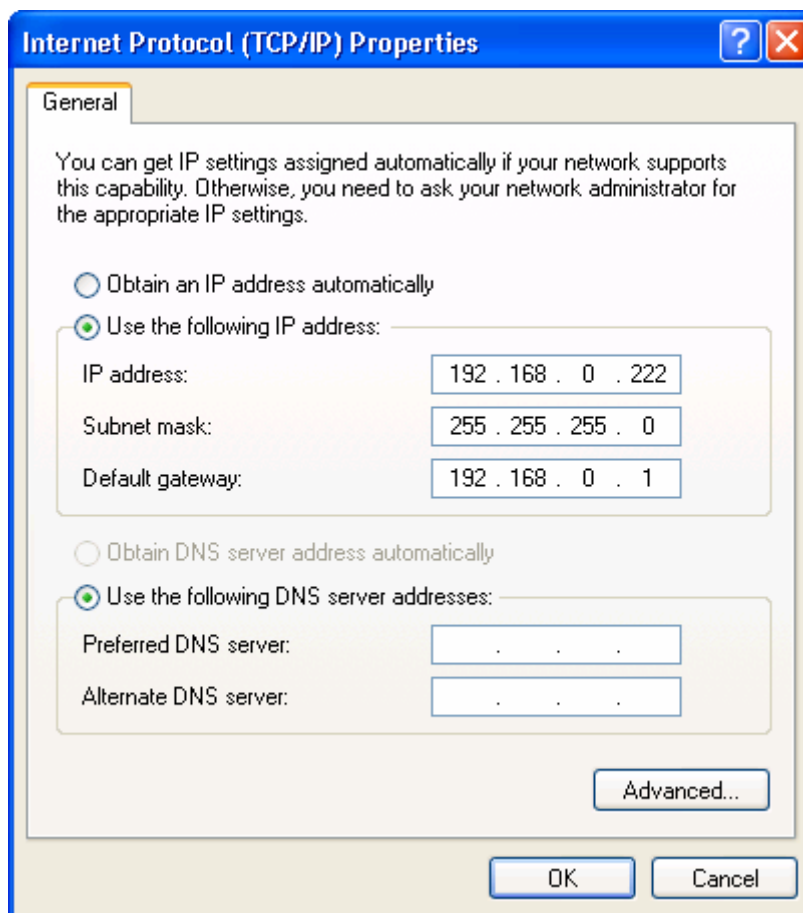 Internet Protocol (TCP/IP) Properties
?
General
You can get IP settings assigned automatically if your network supports
this capability. Otherwise, you need to ask your network administrator for
the appropriate IP settings.
Obtain an IP address automatically
Use the following IP address:
IP address: 192 . 168 . 0 . 222
Subnet mask: 255 . 255 . 255 . 0
Default gateway: 192 . 168 . 0 . 1
Obtain DNS server address automatically
Use the following DNS server addresses:
Preferred DNS server: . . .
Alternate DNS server: . . .
Advanced...
OK Cancel